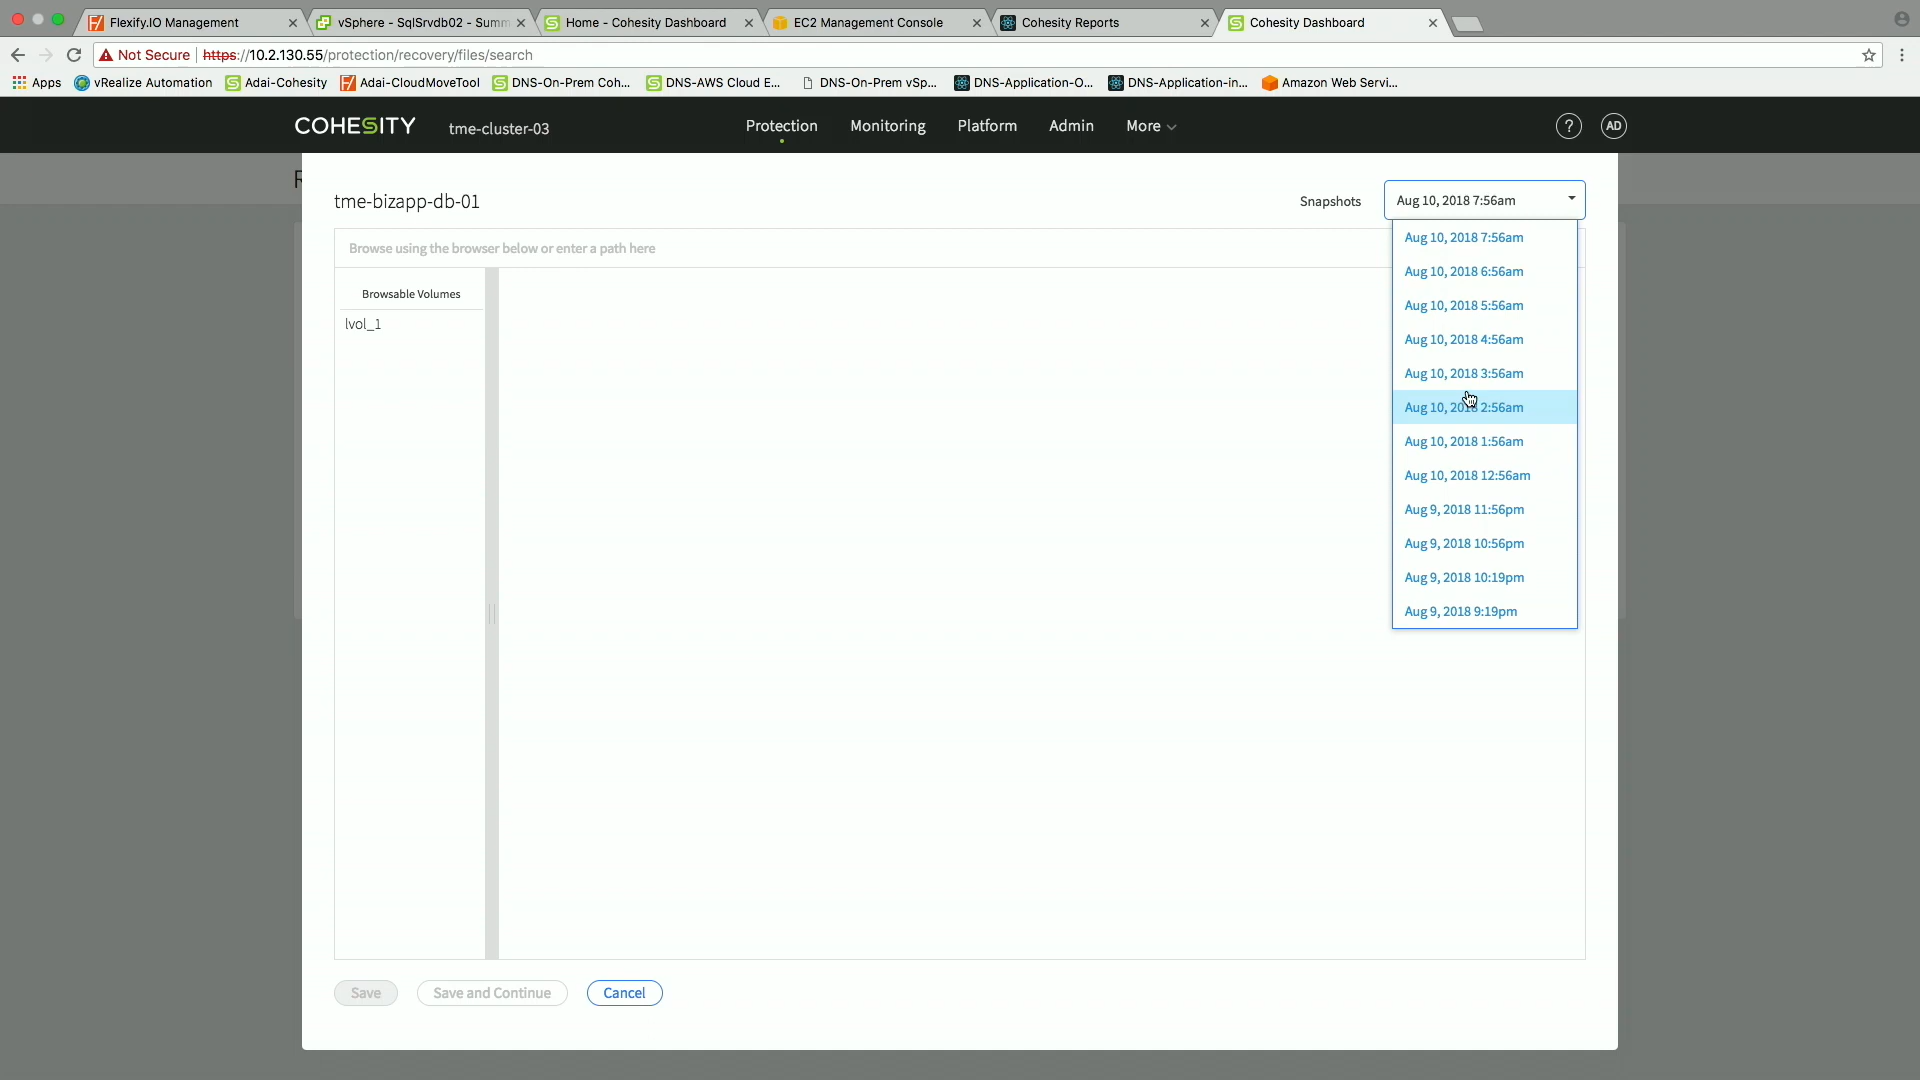 Flexify.IO Management
vSphere - SqlSrvdb02 - Summ
Home - Cohesity Dashboard
EC2 Management Console
Cohesity Reports
Cohesity Dashboard
Not Secure https://10.2.130.55/protection/recovery/files/search
Apps vRealize Automation Adai-Cohesity Adai-CloudMoveTool DNS-On-Prem Coh... DNS-AWS Cloud E... DNS-On-Prem vSp... DNS-Application-O... DNS-Application-in... Amazon Web Servi...
COHESITY tme-cluster-03 Protection Monitoring Platform Admin More ? AD
R
tme-bizapp-db-01
Snapshots Aug 10, 2018 7:56am
Browse using the browser below or enter a path here
Browsable Volumes
lvol_1
Aug 10, 2018 7:56am
Aug 10, 2018 6:56am
Aug 10, 2018 5:56am
Aug 10, 2018 4:56am
Aug 10, 2018 3:56am
Aug 10, 2018 2:56am
Aug 10, 2018 1:56am
Aug 10, 2018 12:56am
Aug 9, 2018 11:56pm
Aug 9, 2018 10:56pm
Aug 9, 2018 10:19pm
Aug 9, 2018 9:19pm
Save Save and Continue Cancel